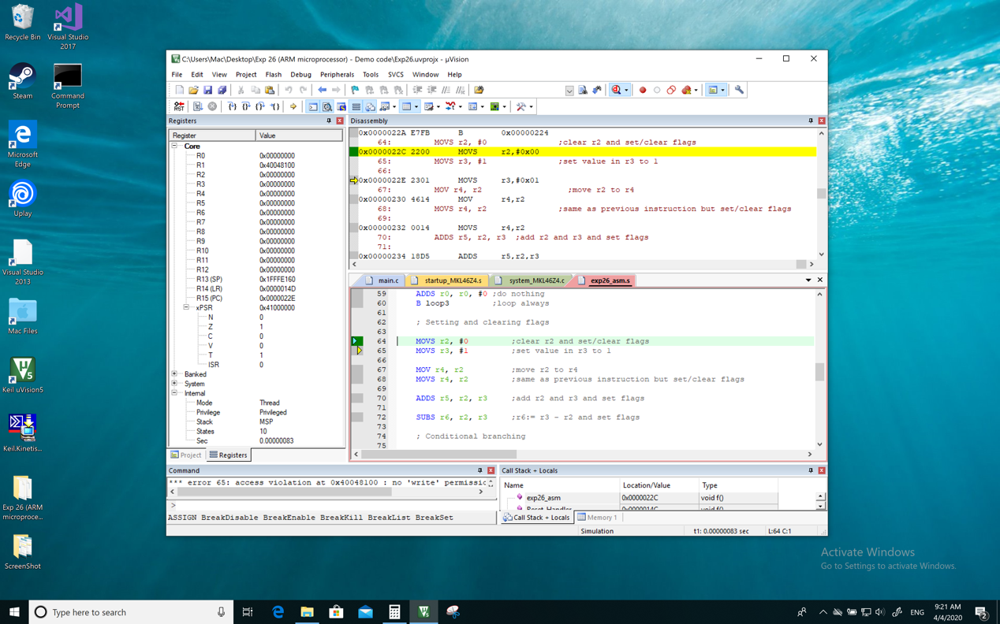 Recycle Bin
Visual Studio 2017
Steam
Command Prompt
Microsoft Edge
Uplay
Visual Studio 2013
Mac Files
Keil uVision5
Keil.Kinetis...
Exp 26 (ARM microproce...
ScreenShot
C:\Users\Mac\Desktop\Exp 26 (ARM microprocessor) - Demo code\Exp26.uvprojx - µVision
File Edit View Project Flash Debug Peripherals Tools SVCS Window Help
Registers
Register Value
Core
R0 0x00000000
R1 0x40048100
R2 0x00000000
R3 0x00000000
R4 0x00000000
R5 0x00000000
R6 0x00000000
R7 0x00000000
R8 0x00000000
R9 0x00000000
R10 0x00000000
R11 0x00000000
R12 0x00000000
R13 (SP) 0x1FFFE160
R14 (LR) 0x0000014D
R15 (PC) 0x0000022E
xPSR 0x41000000
N 0
Z 1
C 0
V 0
T 1
ISR 0
Banked
System
Internal
Mode Thread
Privilege Privileged
Stack MSP
States 10
Sec 0.00000083
Project Registers
Disassembly
0x0000022A E7FB B 0x00000224
64: MOVS r2, #0 ;clear r2 and set/clear flags
0x0000022C 2200 MOVS r2,#0x00
65: MOVS r3, #1 ;set value in r3 to 1
66:
0x0000022E 2301 MOVS r3,#0x01
67: MOV r4, r2 ;move r2 to r4
0x00000230 4614 MOV r4,r2
68: MOVS r4, r2 ;same as previous instruction but set/clear flags
69:
0x00000232 0014 MOVS r4,r2
70: ADDS r5, r2, r3 ;add r2 and r3 and set flags
71:
0x00000234 18D5 ADDS r5,r2,r3
main.c startup_MKL46Z4.s system_MKL46Z4.c exp26_asm.s
59 ADDS r0, r0, #0 ;do nothing
60 B loop3 ;loop always
61
62 ; Setting and clearing flags
63
64 MOVS r2, #0 ;clear r2 and set/clear flags
65 MOVS r3, #1 ;set value in r3 to 1
66
67 MOV r4, r2 ;move r2 to r4
68 MOVS r4, r2 ;same as previous instruction but set/clear flags
69
70 ADDS r5, r2, r3 ;add r2 and r3 and set flags
71
72 SUBS r6, r2, r3 ;r6:= r3 - r2 and set flags
73
74 ; Conditional branching
75
Command
*** error 65: access violation at 0x40048100 : no 'write' permissic
>
ASSIGN BreakDisable BreakEnable BreakKill BreakList BreakSet
Call Stack + Locals
Name Location/Value Type
exp26_asm 0x0000022C void f()
Reset_Handler 0x0000014C void f()
Call Stack + Locals Memory 1
Simulation t1: 0.00000083 sec L:64 C:1
Activate Windows
Go to Settings to activate Windows.
Type here to search
ENG
9:21 AM
4/4/2020
2